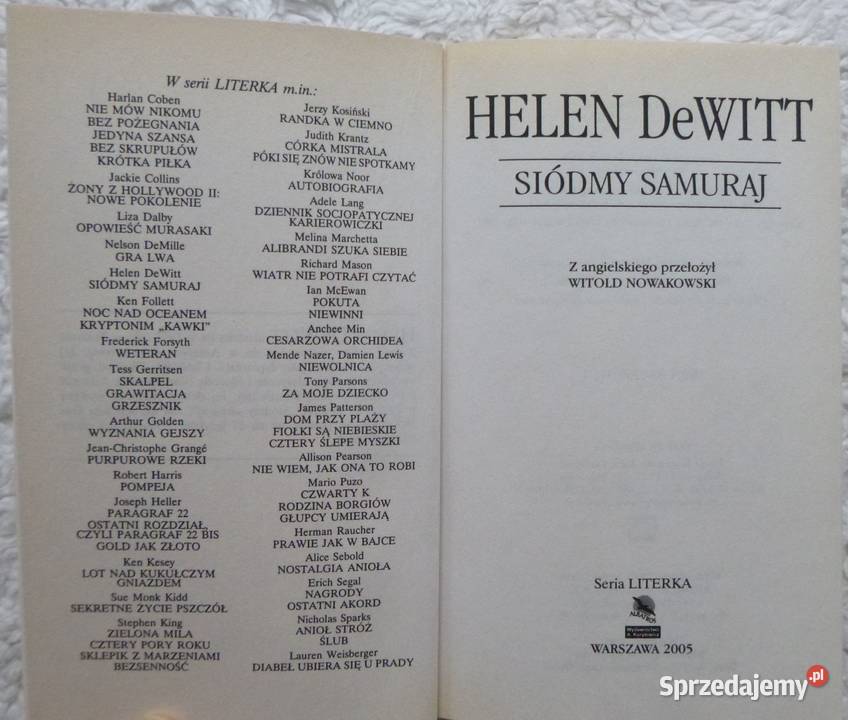 W serii LITERKA m.in.:
Harlan Coben
NIE MÓW NIKOMU
BEZ POŻEGNANIA
JEDYNA SZANSA
BEZ SKRUPUŁÓW
KRÓTKA PIŁKA
Jackie Collins
ŻONY Z HOLLYWOOD II:
NOWE POKOLENIE
Liza Dalby
OPOWIEŚĆ MURASAKI
Nelson DeMille
GRA LWA
Helen DeWitt
SIÓDMY SAMURAJ
Ken Follett
NOC NAD OCEANEM
KRYPTONIM „KAWKI”
Frederick Forsyth
WETERAN
Tess Gerritsen
SKALPEL
GRAWITACJA
GRZESZNIK
Arthur Golden
WYZNANIA GEJSZY
Jean-Christophe Grangé
PURPUROWE RZEKI
Robert Harris
POMPEJA
Joseph Heller
PARAGRAF 22
OSTATNI ROZDZIAŁ,
CZYLI PARAGRAF 22 BIS
GOLD JAK ZŁOTO
Ken Kesey
LOT NAD KUKUŁCZYM
GNIAZDEM
Sue Monk Kidd
SEKRETNE ŻYCIE PSZCZÓŁ
Stephen King
ZIELONA MILA
CZTERY PORY ROKU
SKLEPIK Z MARZENIAMI
BEZSENNOŚĆ
Jerzy Kosiński
RANDKA W CIEMNO
Judith Krantz
CÓRKA MISTRALA
PÓKI SIĘ ZNÓW NIE SPOTKAMY
Królowa Noor
AUTOBIOGRAFIA
Adele Lang
DZIENNIK SOCJOPATYCZNEJ
KARIEROWICZKI
Melina Marchetta
ALIBRANDI SZUKA SIEBIE
Richard Mason
WIATR NIE POTRAFI CZYTAĆ
Ian McEwan
POKUTA
NIEWINNI
Anchee Min
CESARZOWA ORCHIDEA
Mende Nazer, Damien Lewis
NIEWOLNICA
Tony Parsons
ZA MOJE DZIECKO
James Patterson
DOM PRZY PLAŻY
FIOŁKI SĄ NIEBIESKIE
CZTERY ŚLEPE MYSZKI
Allison Pearson
NIE WIEM, JAK ONA TO ROBI
Mario Puzo
CZWARTY K
RODZINA BORGIÓW
GŁUPCY UMIERAJĄ
Herman Raucher
PRAWIE JAK W BAJCE
Alice Sebold
NOSTALGIA ANIOŁA
Erich Segal
NAGRODY
OSTATNI AKORD
Nicholas Sparks
ANIOŁ STRÓŻ
ŚLUB
Lauren Weisberger
DIABEŁ UBIERA SIĘ U PRADY
HELEN DeWITT
SIÓDMY SAMURAJ
Z angielskiego przełożył
WITOLD NOWAKOWSKI
Seria LITERKA
ALBATROS
Wydawnictwo
A. Kuryłowicz
WARSZAWA 2005
Sprzedajemy.pl